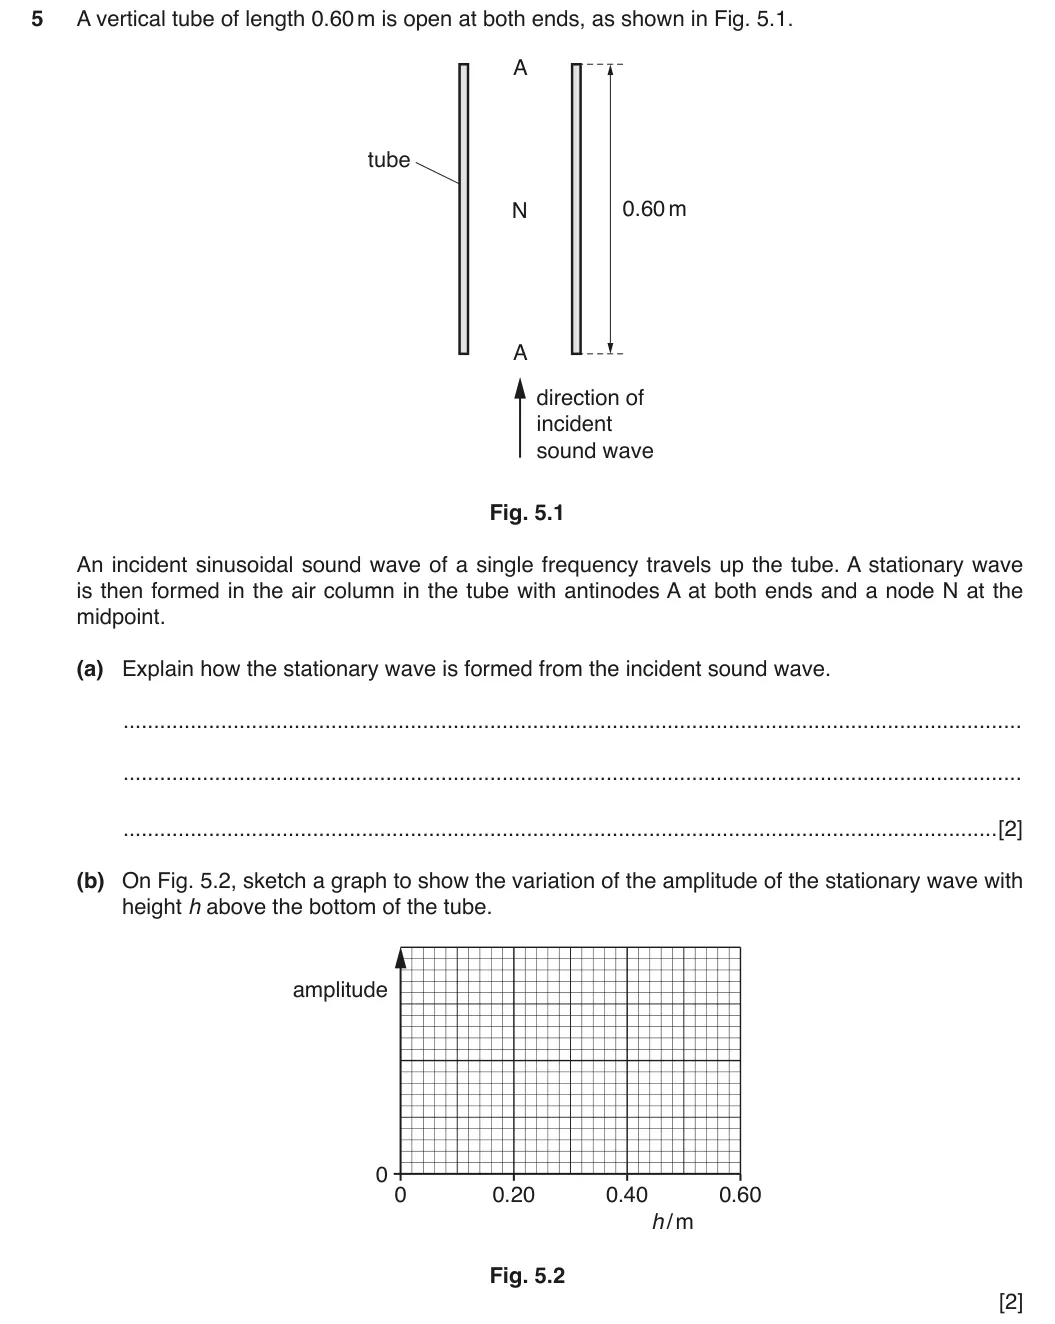 5 A vertical tube of length 0.60 m is open at both ends, as shown in Fig. 5.1.
A
tube
N
0.60 m
A
direction of
incident
sound wave
Fig. 5.1
An incident sinusoidal sound wave of a single frequency travels up the tube. A stationary wave
is then formed in the air column in the tube with antinodes A at both ends and a node N at the
midpoint.
(a) Explain how the stationary wave is formed from the incident sound wave.
..........................................................................................................................................
..........................................................................................................................................
......................................................................................................................................[2]
(b) On Fig. 5.2, sketch a graph to show the variation of the amplitude of the stationary wave with
height h above the bottom of the tube.
amplitude
0
0 0.20 0.40 0.60
h/m
Fig. 5.2
[2]